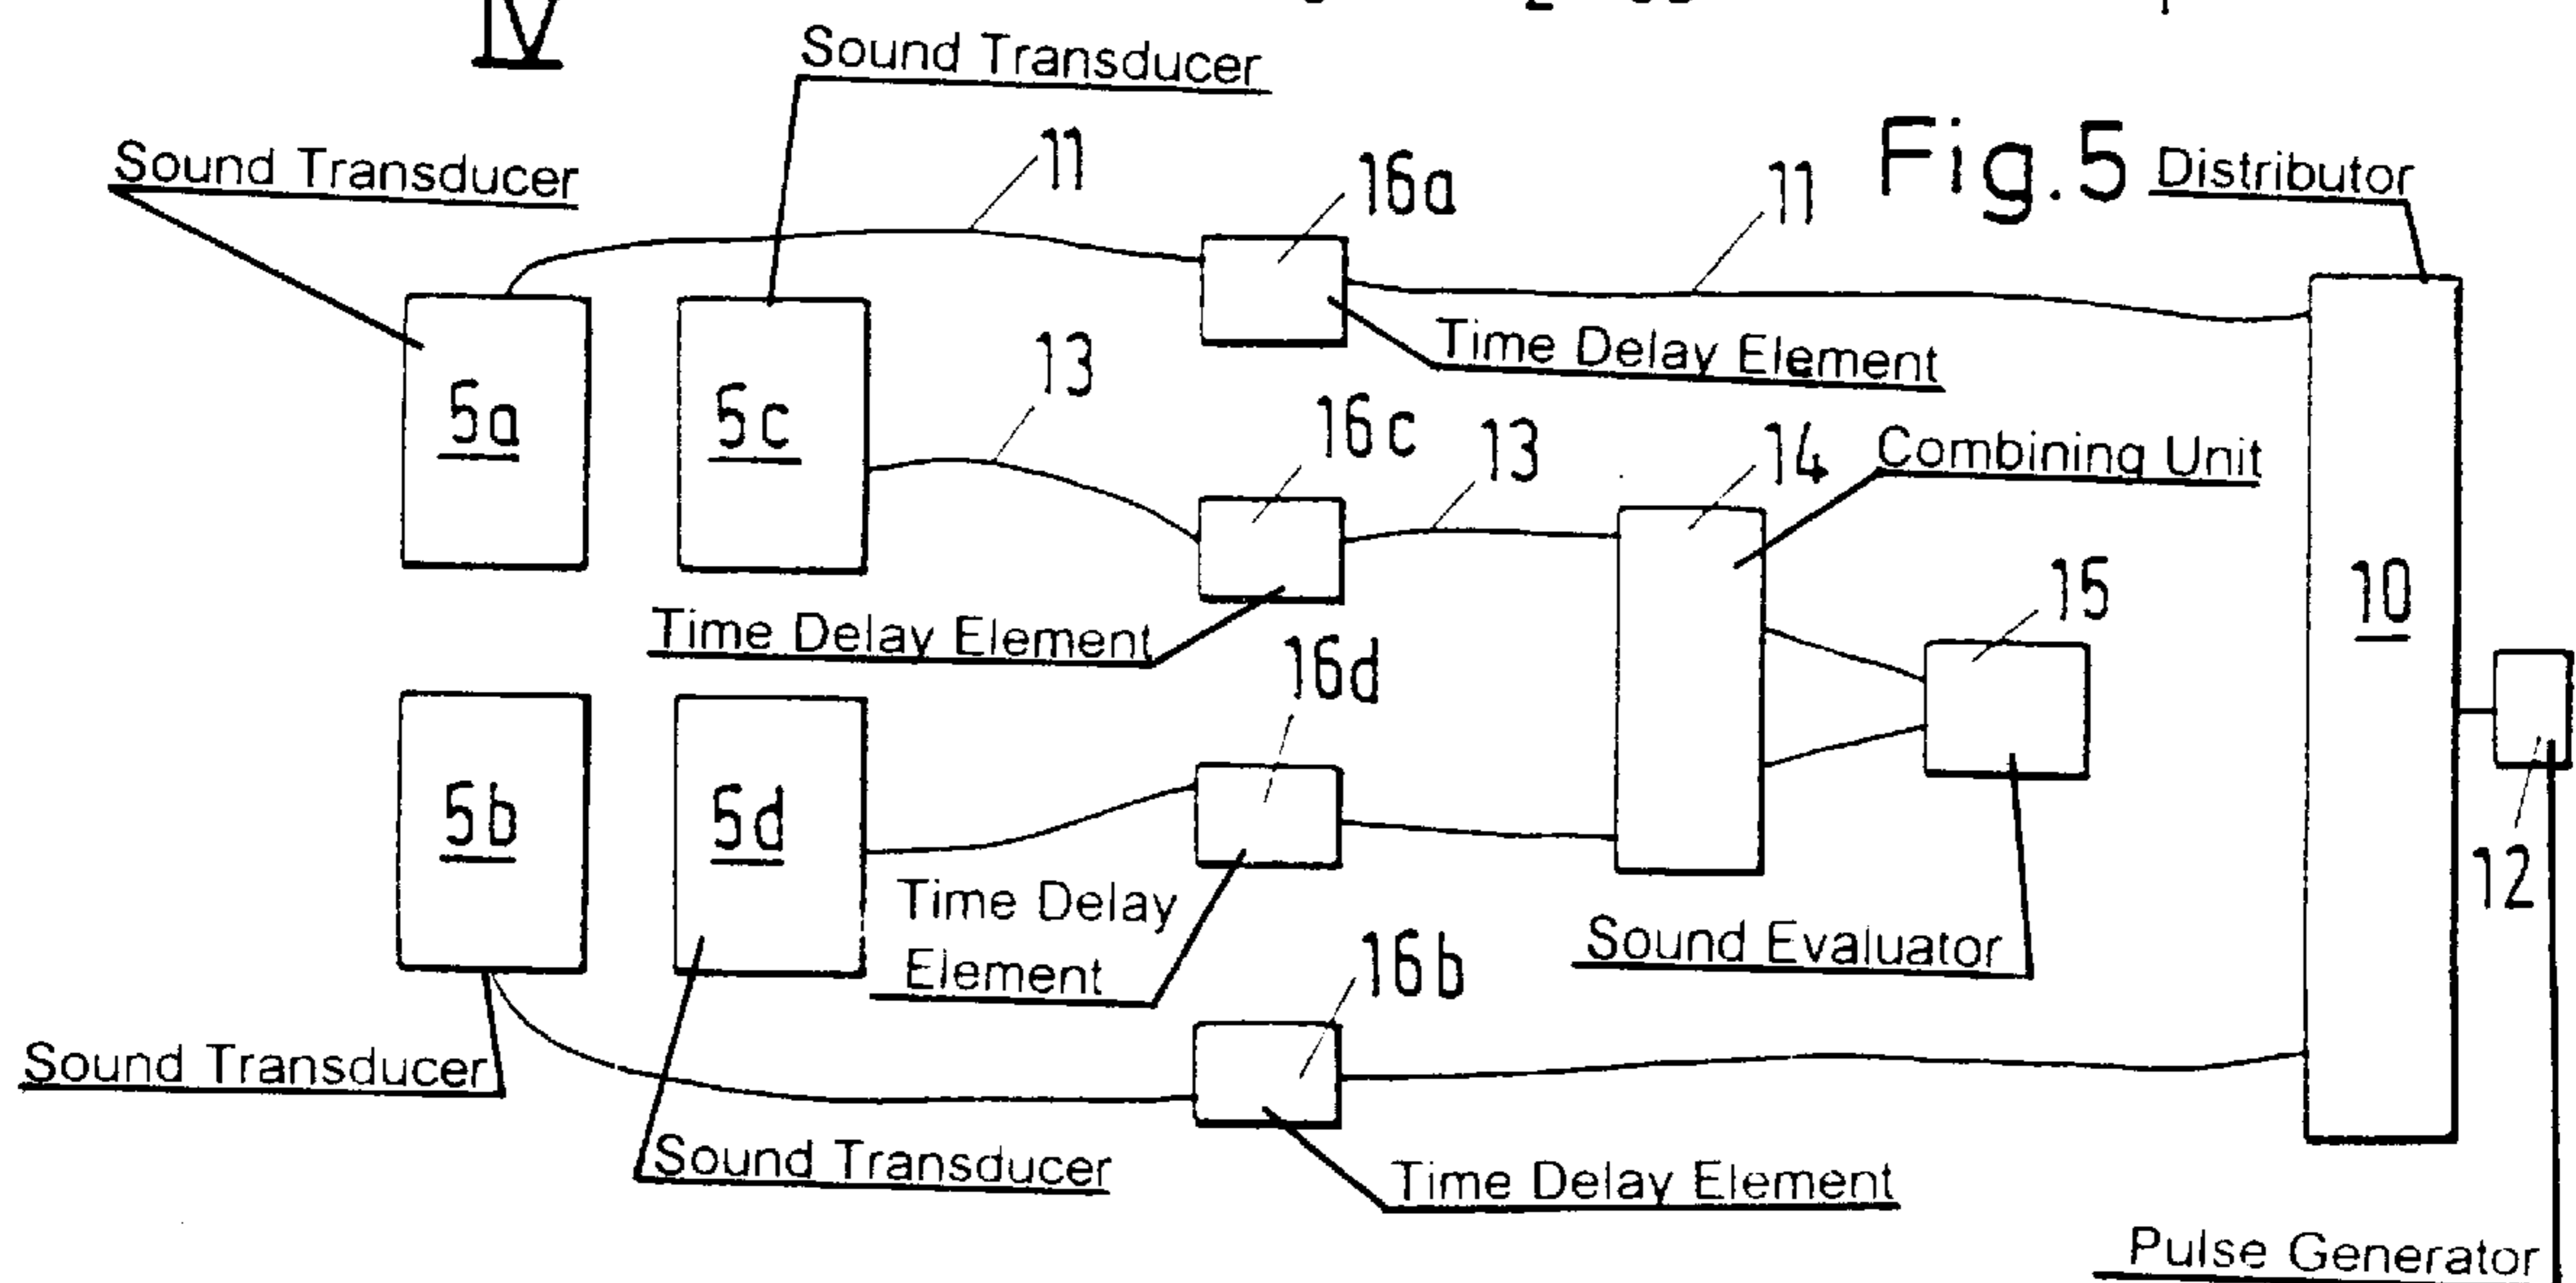 IV
Sound Transducer
Sound Transducer
11
16a
11
Fig.5
Distributor
Time Delay Element
5a
5c
13
16c
13
14
Combining Unit
10
15
Time Delay Element
16d
5b
5d
12
Time Delay
Element
Sound Evaluator
16b
Sound Transducer
Sound Transducer
Time Delay Element
Pulse Generator